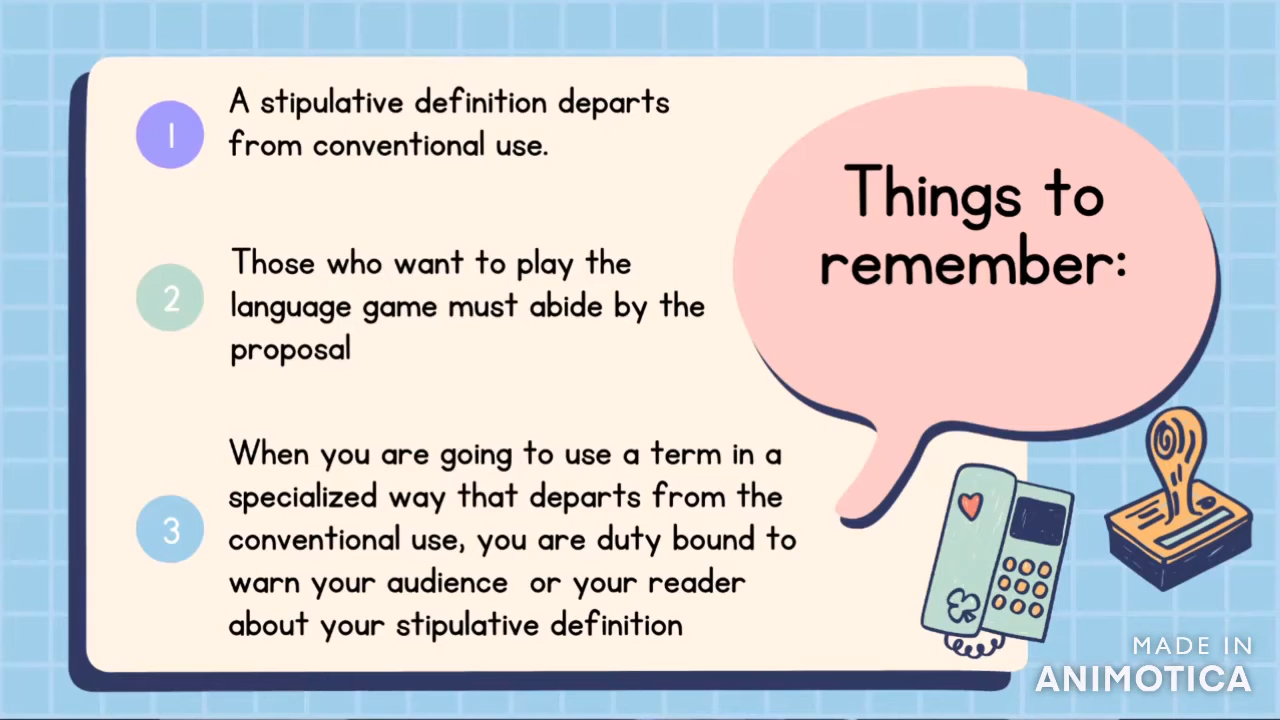 1
A stipulative definition departs
from conventional use.
2
Those who want to play the
language game must abide by the
proposal
3
When you are going to use a term in a
specialized way that departs from the
conventional use, you are duty bound to
warn your audience  or your reader
about your stipulative definition
Things to
remember:
MADE IN
ANIMOTICA